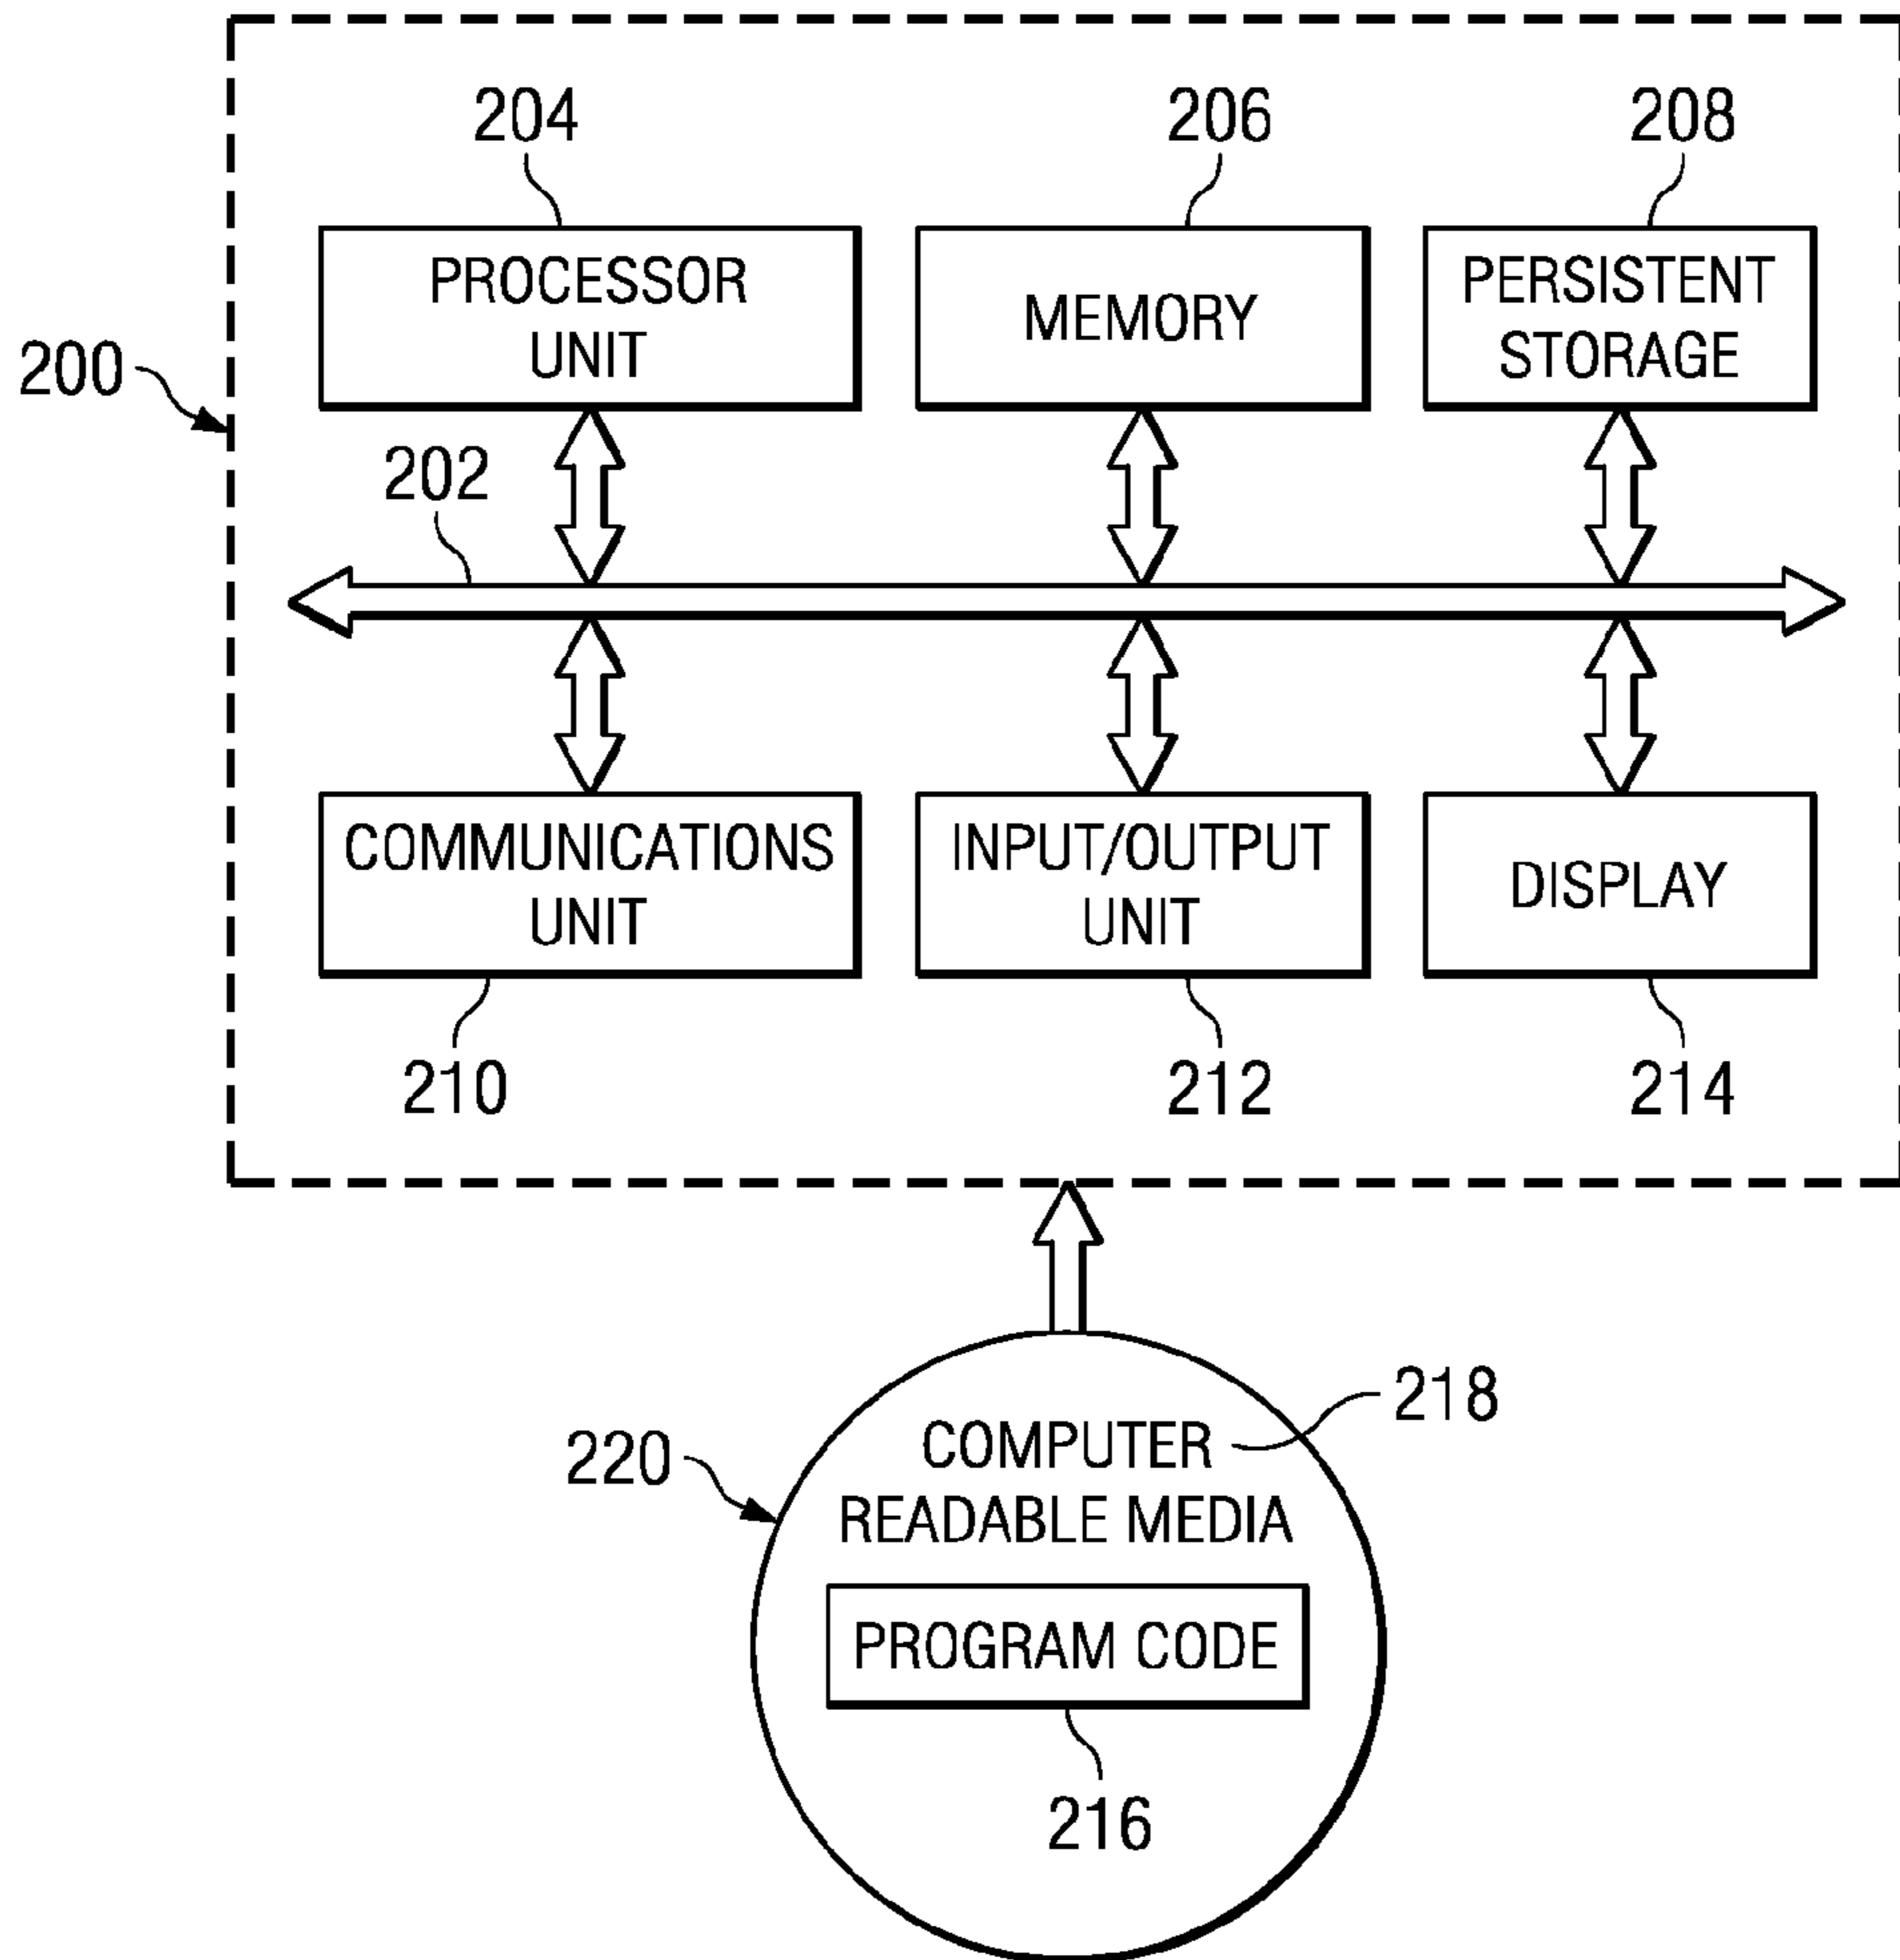 204
206
208
PROCESSOR
UNIT
MEMORY
PERSISTENT
STORAGE
200
202
COMMUNICATIONS
UNIT
INPUT/OUTPUT
UNIT
DISPLAY
210
212
214
218
220
COMPUTER
READABLE MEDIA
PROGRAM CODE
216